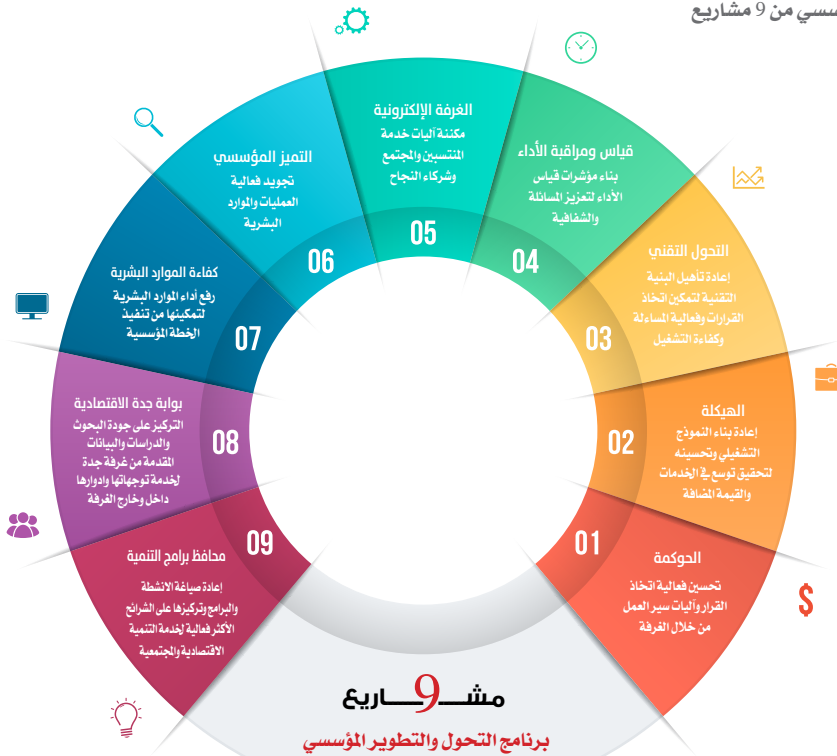 سسي من 9 مشاريع
01
الحوكمة
تحسين فعالية اتخاذ
القرار وآليات سير العمل
من خلال الغرفة
02
الهيكلة
إعادة بناء النموذج
التشغيلي وتحسينه
لتحقيق توسع في الخدمات
والقيمة المضافة
03
التحول التقني
إعادة تأهيل البنية
التقنية لتمكين اتخاذ
القرارات وفعالية المساءلة
وكفاءة التشغيل
04
قياس ومراقبة الأداء
بناء مؤشرات قياس
الأداء لتعزيز المسائلة
والشفافية
05
الغرفة الإلكترونية
مكننة آليات خدمة
المنتسبين والمجتمع
وشركاء النجاح
06
التميز المؤسسي
تجويد فعالية
العمليات والموارد
البشرية
07
كفاءة الموارد البشرية
رفع أداء الموارد البشرية
لتمكينها من تنفيذ
الخطة المؤسسية
08
بوابة جدة الاقتصادية
التركيز على جودة البحوث
والدراسات والبيانات
المقدمة من غرفة جدة
لخدمة توجهاتها وادوارها
داخل وخارج الغرفة
09
محافظ برامج التنمية
إعادة صياغة الانشطة
والبرامج وتركيزها على الشرائح
الأكثر فعالية لخدمة التنمية
الاقتصادية والمجتمعية
مشـ9ـاريع
برنامج التحول والتطوير المؤسسي